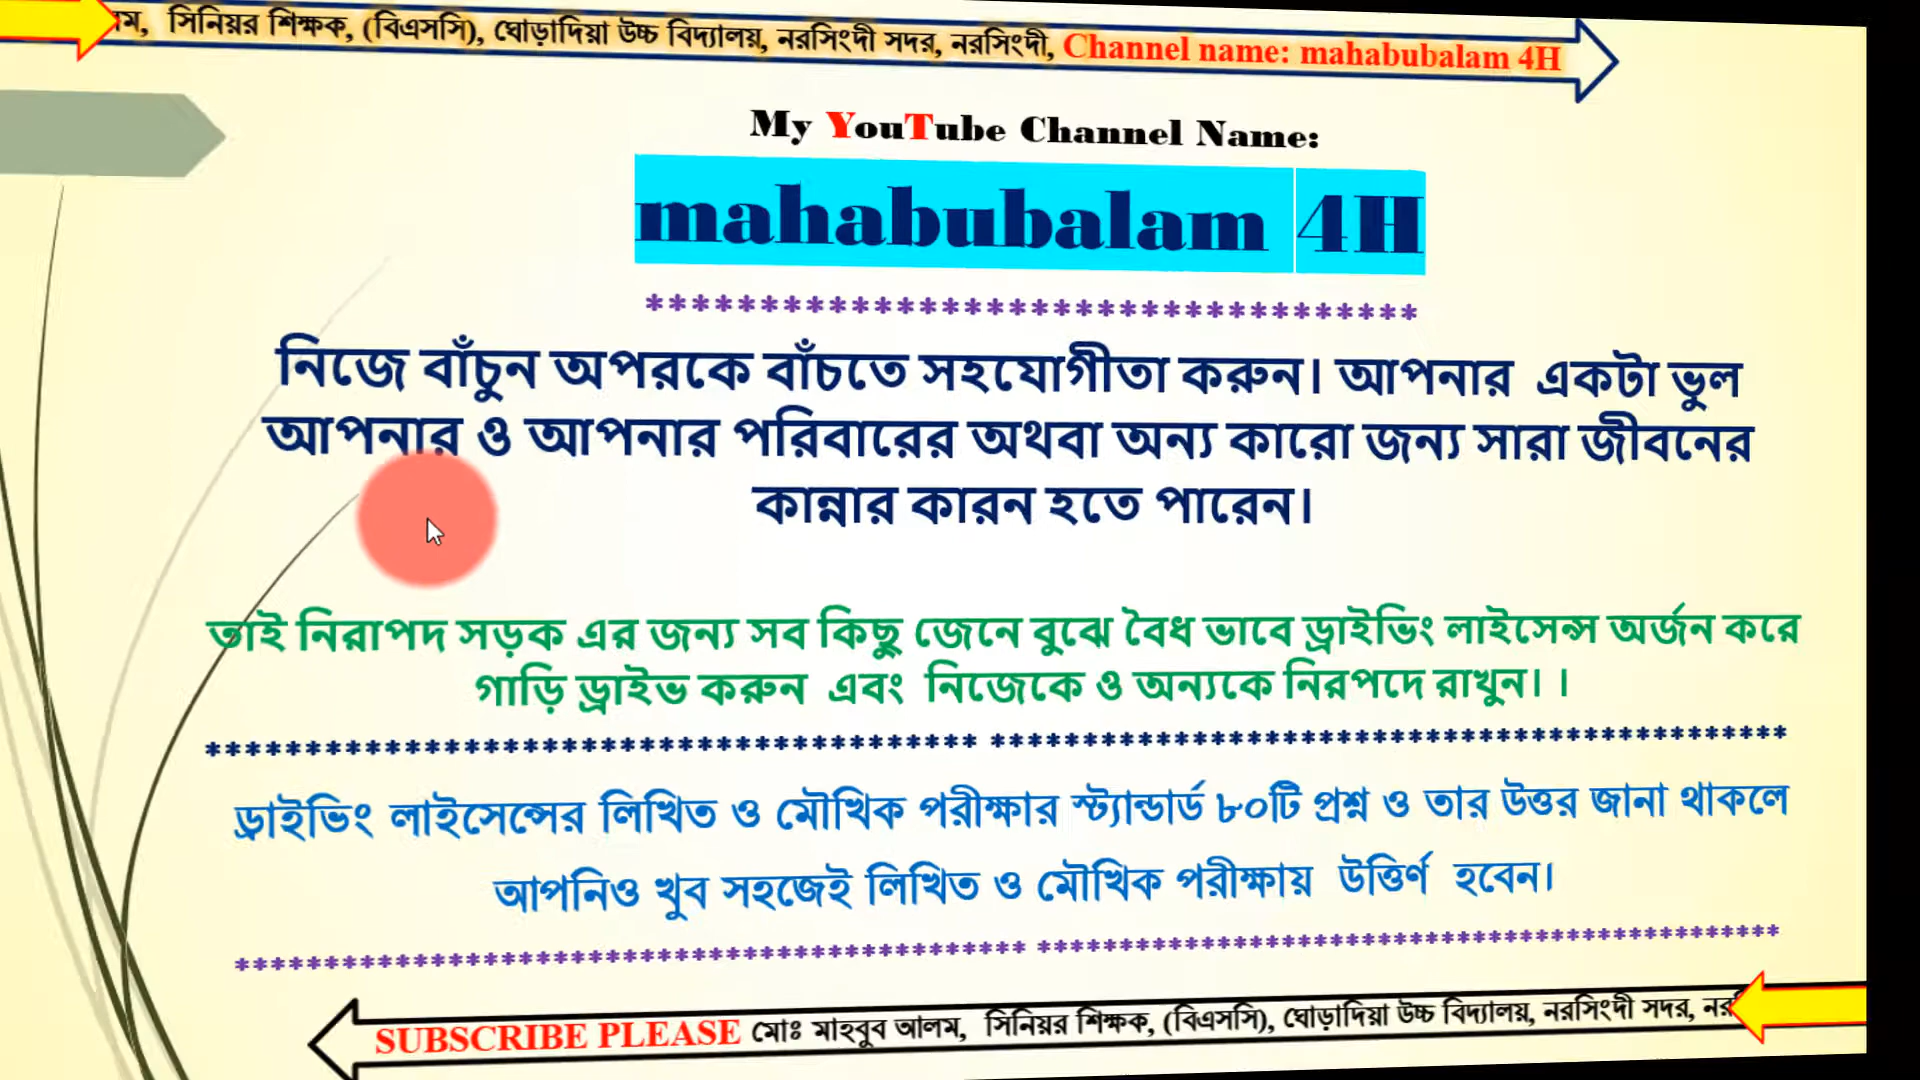 সিনিয়র শিক্ষক, (বিএসসি), ঘোড়াদিয়া উচ্চ বিদ্যালয়, নরসিংদী সদর, নরসিংদী, Channel name: mahabubalam 4H
My YouTube Channel Name:
mahabubalam 4H
**********************************
নিজে বাঁচুন অপরকে বাঁচতে সহযোগীতা করুন। আপনার একটা ভুল
আপনার ও আপনার পরিবারের অথবা অন্য কারো জন্য সারা জীবনের
কান্নার কারন হতে পারেন।
তাই নিরাপদ সড়ক এর জন্য সব কিছু জেনে বুঝে বৈধ ভাবে ড্রাইভিং লাইসেন্স অর্জন করে
গাড়ি ড্রাইভ করুন এবং নিজেকে ও অন্যকে নিরপদে রাখুন। ।
*************************************** ****************************************
ড্রাইভিং লাইসেন্সের লিখিত ও মৌখিক পরীক্ষার স্ট্যান্ডার্ড ৮০টি প্রশ্ন ও তার উত্তর জানা থাকলে
আপনিও খুব সহজেই লিখিত ও মৌখিক পরীক্ষায় উত্তির্ণ হবেন।
******************************************* ******************************************
SUBSCRIBE PLEASE মোঃ মাহবুব আলম, সিনিয়র শিক্ষক, (বিএসসি), ঘোড়াদিয়া উচ্চ বিদ্যালয়, নরসিংদী সদর,